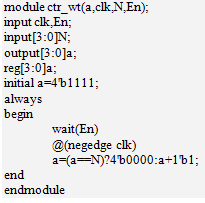 module ctr_wt(a,clk,N,En);
input clk,En;
input[3:0]N;
output[3:0]a;
reg[3:0]a;
initial a=4'b1111;
always
begin
wait(En)
@(negedge clk)
a=(a==N)?4'b0000:a+1'b1;
end
endmodule